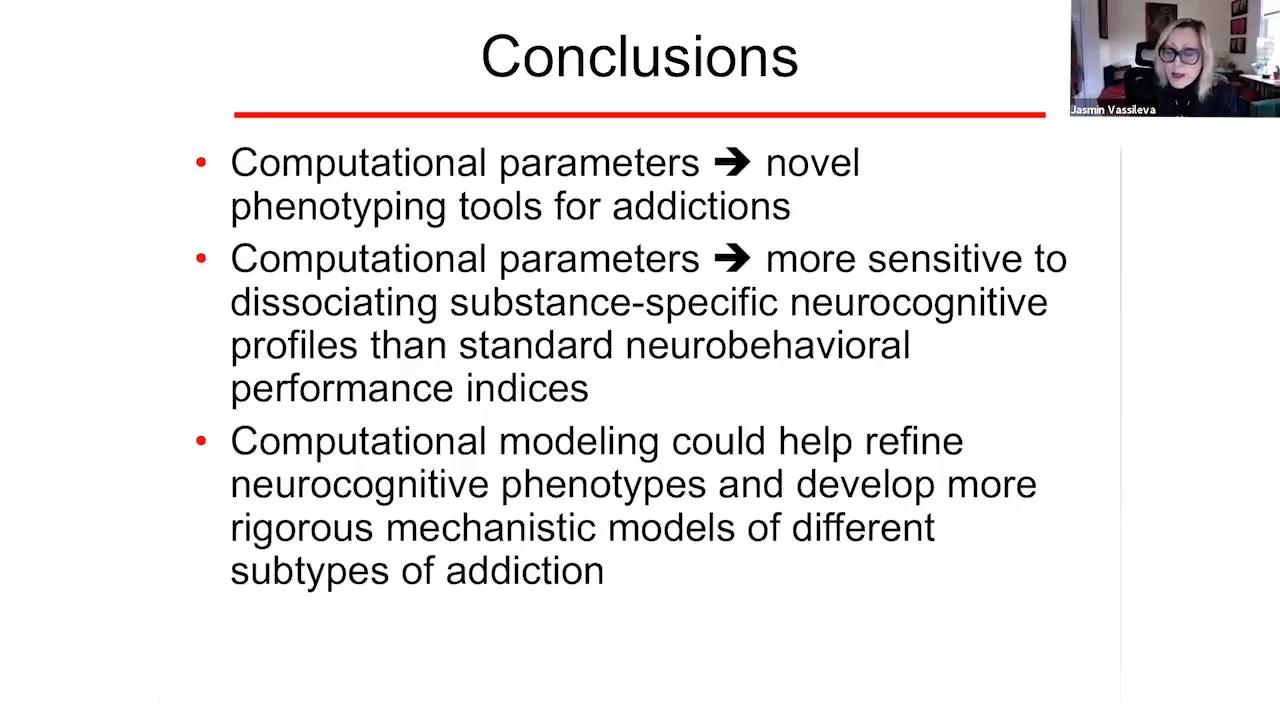 Conclusions
Jasmin Vassileva
• Computational parameters ➔ novel
phenotyping tools for addictions
• Computational parameters ➔ more sensitive to
dissociating substance-specific neurocognitive
profiles than standard neurobehavioral
performance indices
• Computational modeling could help refine
neurocognitive phenotypes and develop more
rigorous mechanistic models of different
subtypes of addiction